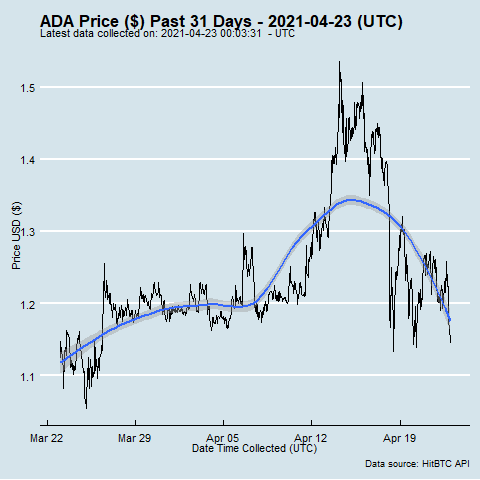 ADA Price ($) Past 31 Days - 2021-04-23 (UTC)
Latest data collected on: 2021-04-23 00:03:31 - UTC
Price USD ($)
1.5
1.4
1.3
1.2
1.1
Mar 22 Mar 29 Apr 05 Apr 12 Apr 19
Date Time Collected (UTC)
Data source: HitBTC API